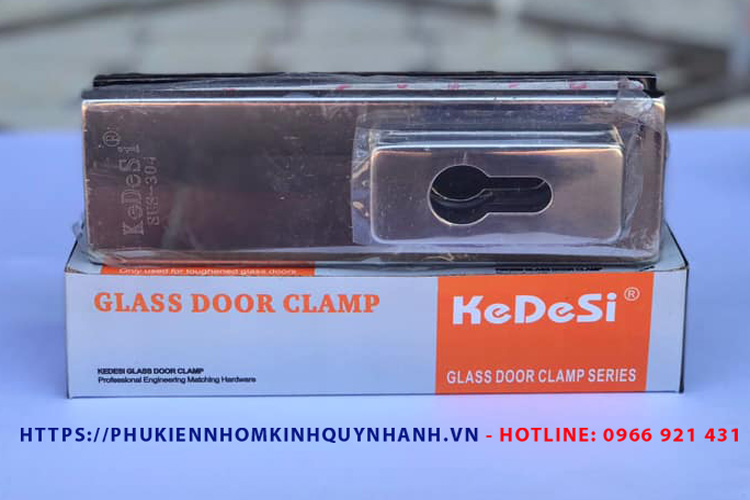 KeDeSi®
SUS-304
Only used for toughened glass doors
GLASS DOOR CLAMP
KeDeSi®
KEDESI GLASS DOOR CLAMP
Professional Engineering Matching Hardware
GLASS DOOR CLAMP SERIES
HTTPS://PHUKIENNHOMKINHQUYNHANH.VN - HOTLINE: 0966 921 431